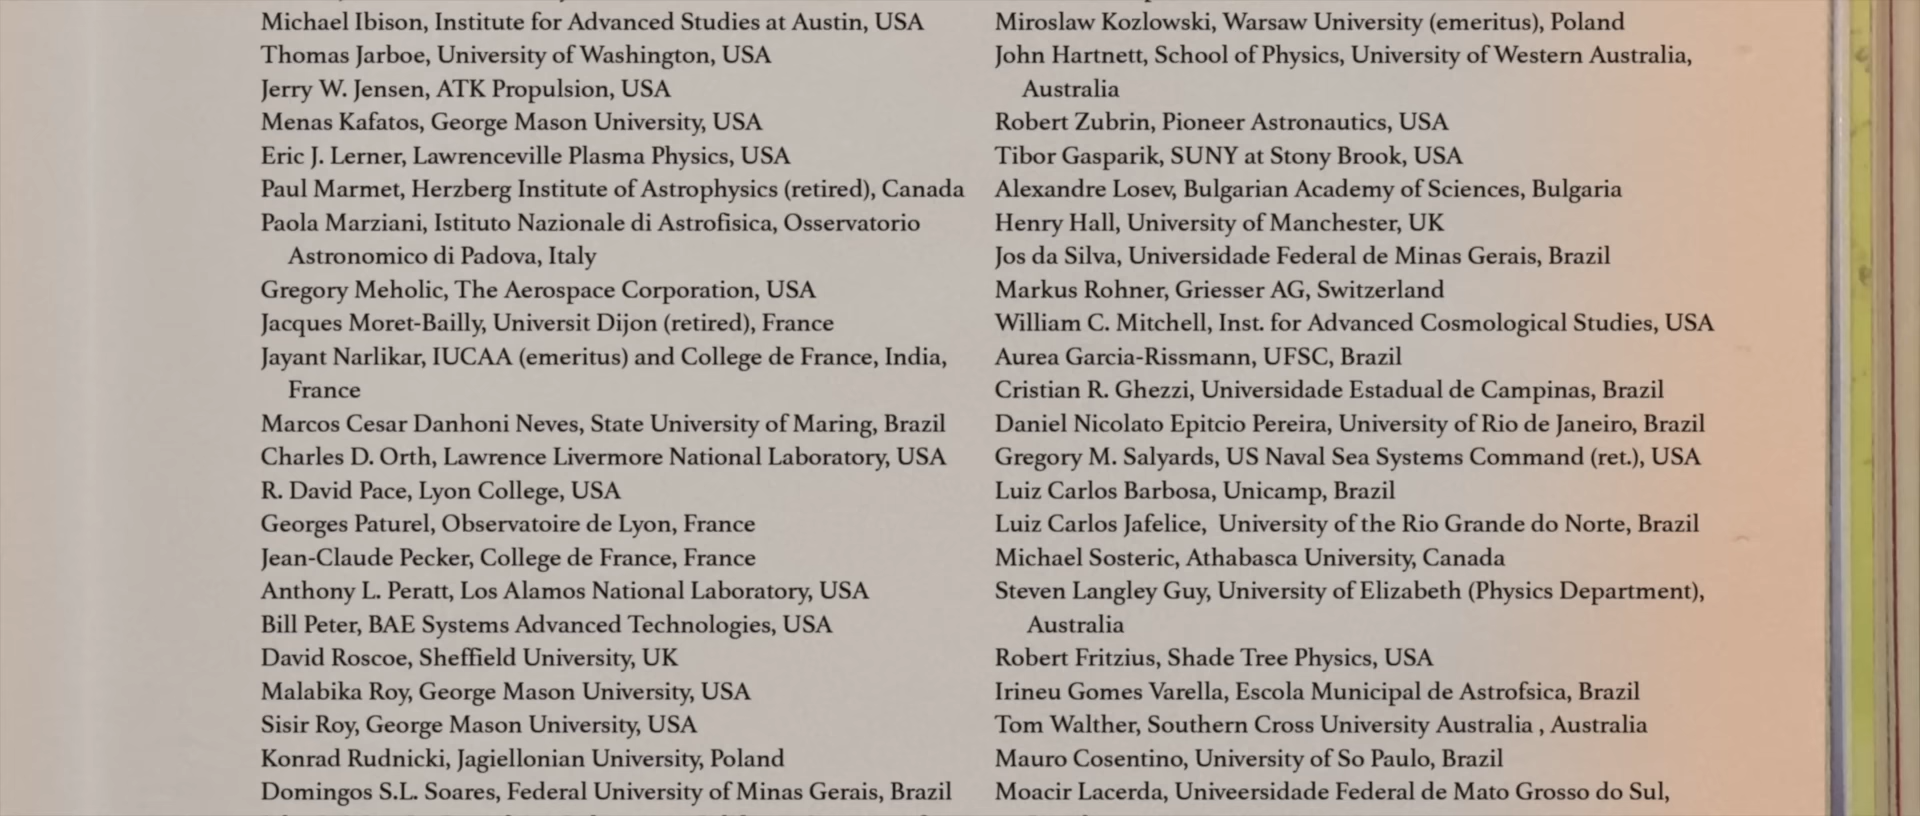 Michael Ibison, Institute for Advanced Studies at Austin, USA
Thomas Jarboe, University of Washington, USA
Jerry W. Jensen, ATK Propulsion, USA
Menas Kafatos, George Mason University, USA
Eric J. Lerner, Lawrenceville Plasma Physics, USA
Paul Marmet, Herzberg Institute of Astrophysics (retired), Canada
Paola Marziani, Istituto Nazionale di Astrofisica, Osservatorio
Astronomico di Padova, Italy
Gregory Meholic, The Aerospace Corporation, USA
Jacques Moret-Bailly, Universit Dijon (retired), France
Jayant Narlikar, IUCAA (emeritus) and College de France, India,
France
Marcos Cesar Danhoni Neves, State University of Maring, Brazil
Charles D. Orth, Lawrence Livermore National Laboratory, USA
R. David Pace, Lyon College, USA
Georges Paturel, Observatoire de Lyon, France
Jean-Claude Pecker, College de France, France
Anthony L. Peratt, Los Alamos National Laboratory, USA
Bill Peter, BAE Systems Advanced Technologies, USA
David Roscoe, Sheffield University, UK
Malabika Roy, George Mason University, USA
Sisir Roy, George Mason University, USA
Konrad Rudnicki, Jagiellonian University, Poland
Domingos S.L. Soares, Federal University of Minas Gerais, Brazil
Miroslaw Kozlowski, Warsaw University (emeritus), Poland
John Hartnett, School of Physics, University of Western Australia,
Australia
Robert Zubrin, Pioneer Astronautics, USA
Tibor Gasparik, SUNY at Stony Brook, USA
Alexandre Losev, Bulgarian Academy of Sciences, Bulgaria
Henry Hall, University of Manchester, UK
Jos da Silva, Universidade Federal de Minas Gerais, Brazil
Markus Rohner, Griesser AG, Switzerland
William C. Mitchell, Inst. for Advanced Cosmological Studies, USA
Aurea Garcia-Rissmann, UFSC, Brazil
Cristian R. Ghezzi, Universidade Estadual de Campinas, Brazil
Daniel Nicolato Epitcio Pereira, University of Rio de Janeiro, Brazil
Gregory M. Salyards, US Naval Sea Systems Command (ret.), USA
Luiz Carlos Barbosa, Unicamp, Brazil
Luiz Carlos Jafelice, University of the Rio Grande do Norte, Brazil
Michael Sosteric, Athabasca University, Canada
Steven Langley Guy, University of Elizabeth (Physics Department),
Australia
Robert Fritzius, Shade Tree Physics, USA
Irineu Gomes Varella, Escola Municipal de Astrofsica, Brazil
Tom Walther, Southern Cross University Australia , Australia
Mauro Cosentino, University of So Paulo, Brazil
Moacir Lacerda, Univeersidade Federal de Mato Grosso do Sul,